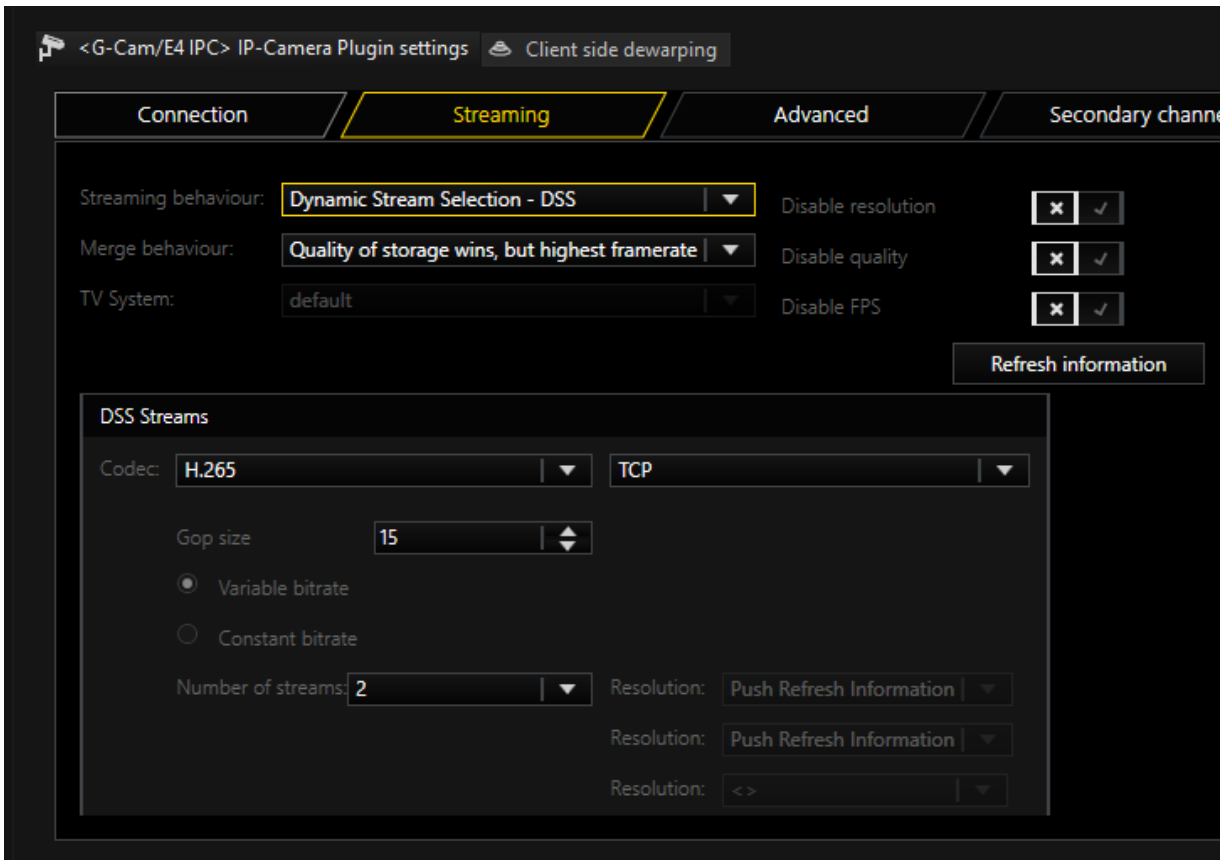 <G-Cam/E4 IPC> IP-Camera Plugin settings Client side dewarping
Connection Streaming Advanced Secondary channe
Streaming behaviour: Dynamic Stream Selection - DSS Disable resolution
Merge behaviour: Quality of storage wins, but highest framerate Disable quality
TV System: default Disable FPS
Refresh information
DSS Streams
Codec: H.265 TCP
Gop size 15
Variable bitrate
Constant bitrate
Number of streams: 2 Resolution: Push Refresh Information
Resolution: Push Refresh Information
Resolution: < >